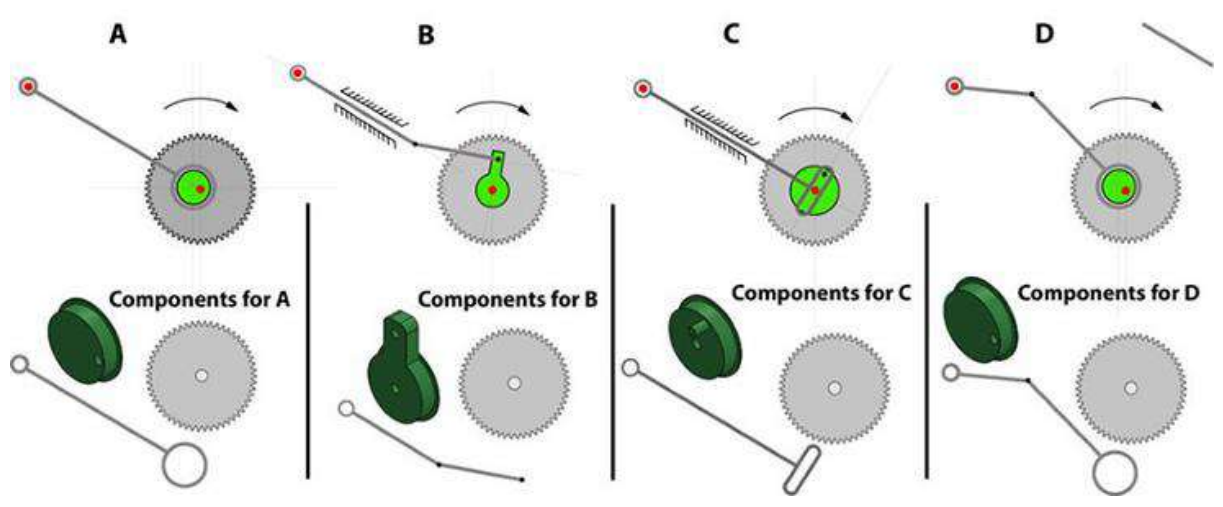 A
B
C
D
Components for A
Components for B
Components for C
Components for D